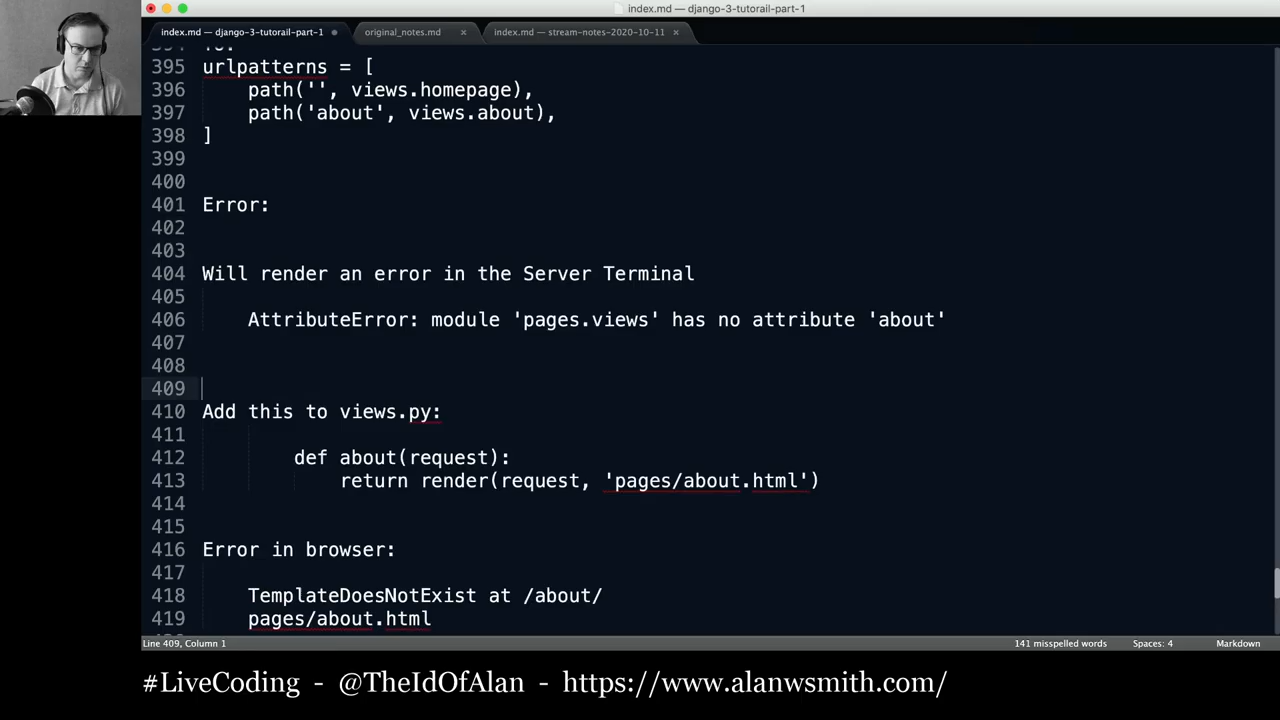 index.md — django-3-tutorail-part-1
index.md — django-3-tutorail-part-1
original_notes.md
index.md — stream-notes-2020-10-11
395 urlpatterns = [
396 path('', views.homepage),
397 path('about', views.about),
398 ]
399
400
401 Error:
402
403
404 Will render an error in the Server Terminal
405
406 AttributeError: module 'pages.views' has no attribute 'about'
407
408
409
410 Add this to views.py:
411
412 def about(request):
413 return render(request, 'pages/about.html')
414
415
416 Error in browser:
417
418 TemplateDoesNotExist at /about/
419 pages/about.html
Line 409, Column 1
141 misspelled words
Spaces: 4
Markdown
#LiveCoding - @TheIdOfAlan - https://www.alanwsmith.com/